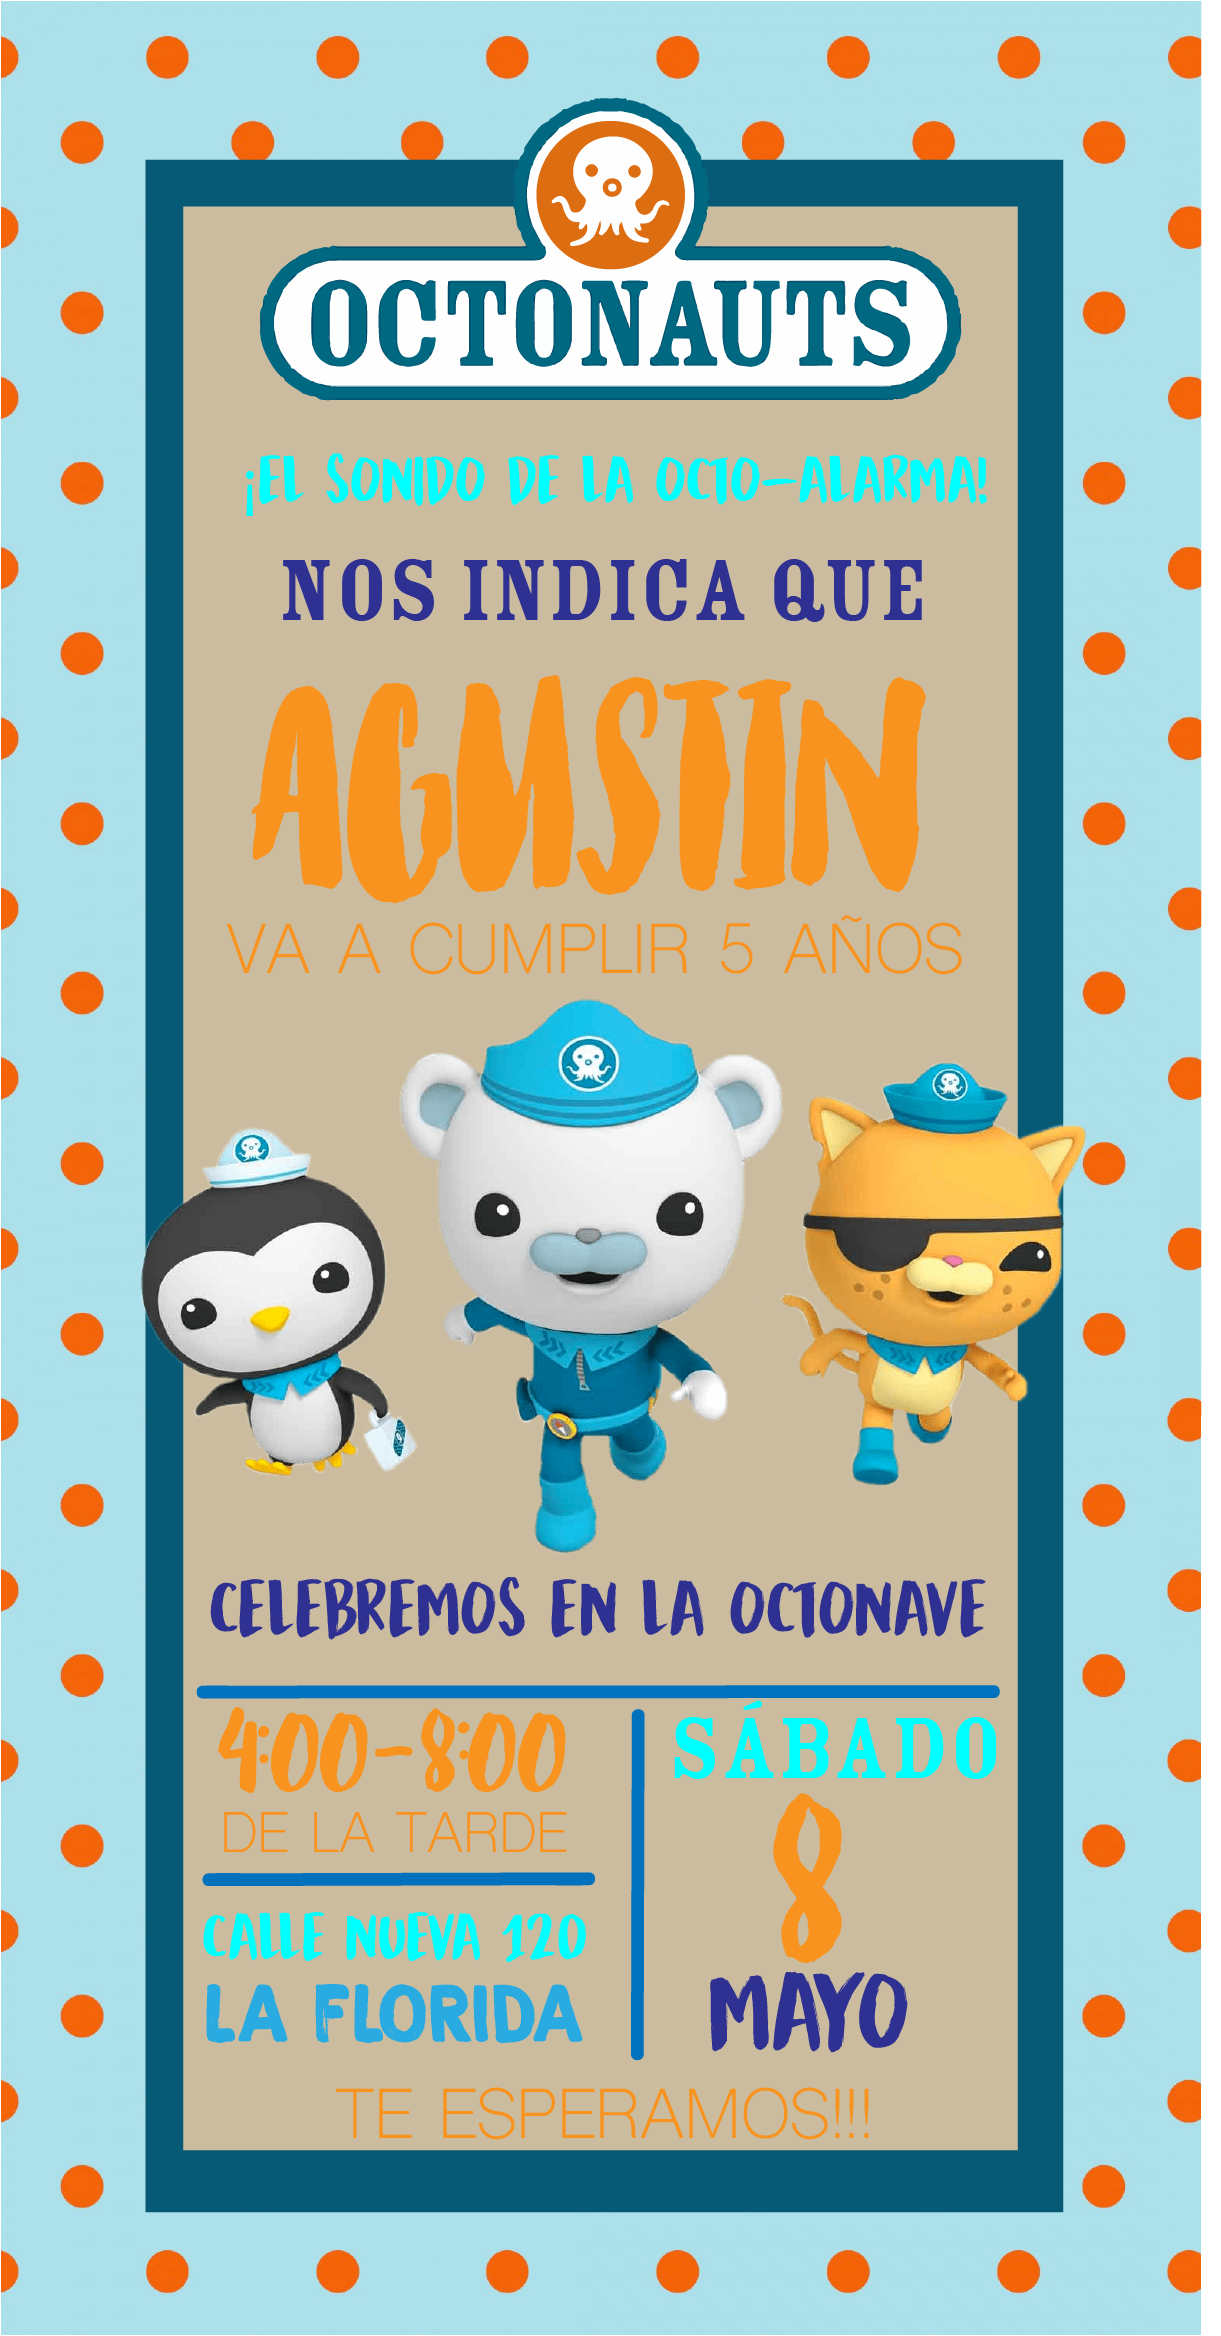 OCTONAUTS
¡EL SONIDO DE LA OCTO-ALARMA!
NOS INDICA QUE
AGUSTIN
VA A CUMPLIR 5 AÑOS
CELEBREMOS EN LA OCTONAVE
4:00-8:00
DE LA TARDE
CALLE NUEVA 120
LA FLORIDA
SÁBADO
8
MAYO
TE ESPERAMOS!!!